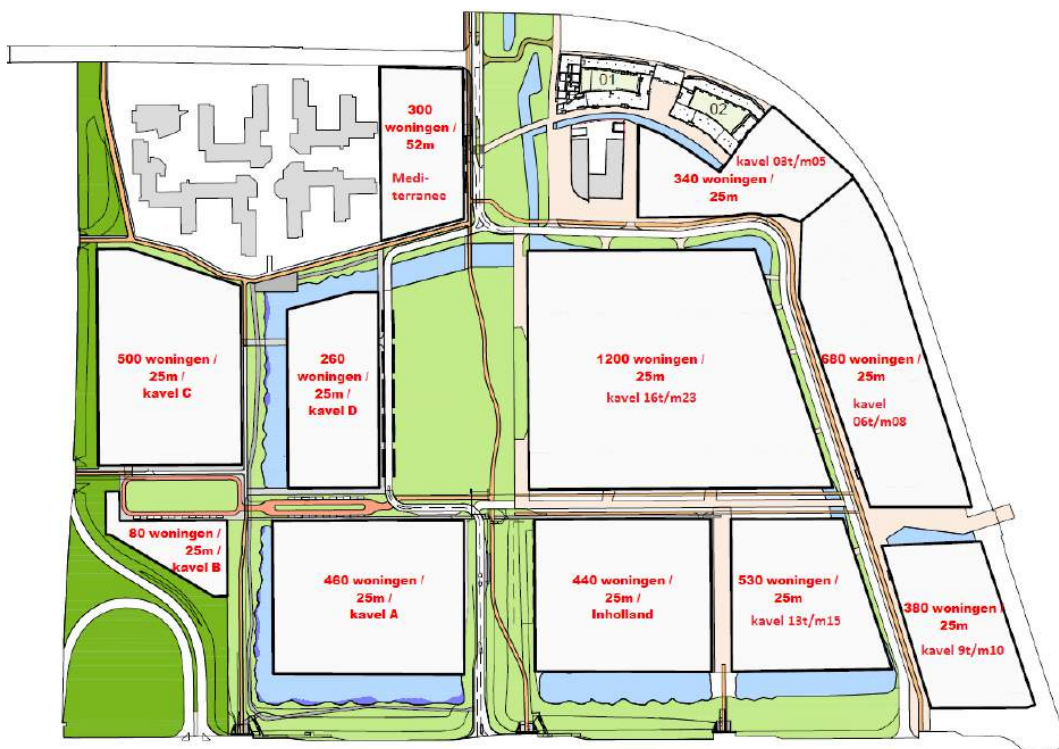 01
02
300
woningen /
52m
Medi-
terranee
kavel 03t/m05
340 woningen /
25m
500 woningen /
25m /
kavel C
260
woningen /
25m /
kavel D
1200 woningen /
25m
kavel 16t/m23
680 woningen /
25m
kavel
06t/m08
80 woningen /
25m /
kavel B
460 woningen /
25m /
kavel A
440 woningen /
25m /
Inholland
530 woningen /
25m
kavel 13t/m15
380 woningen /
25m
kavel 9t/m10